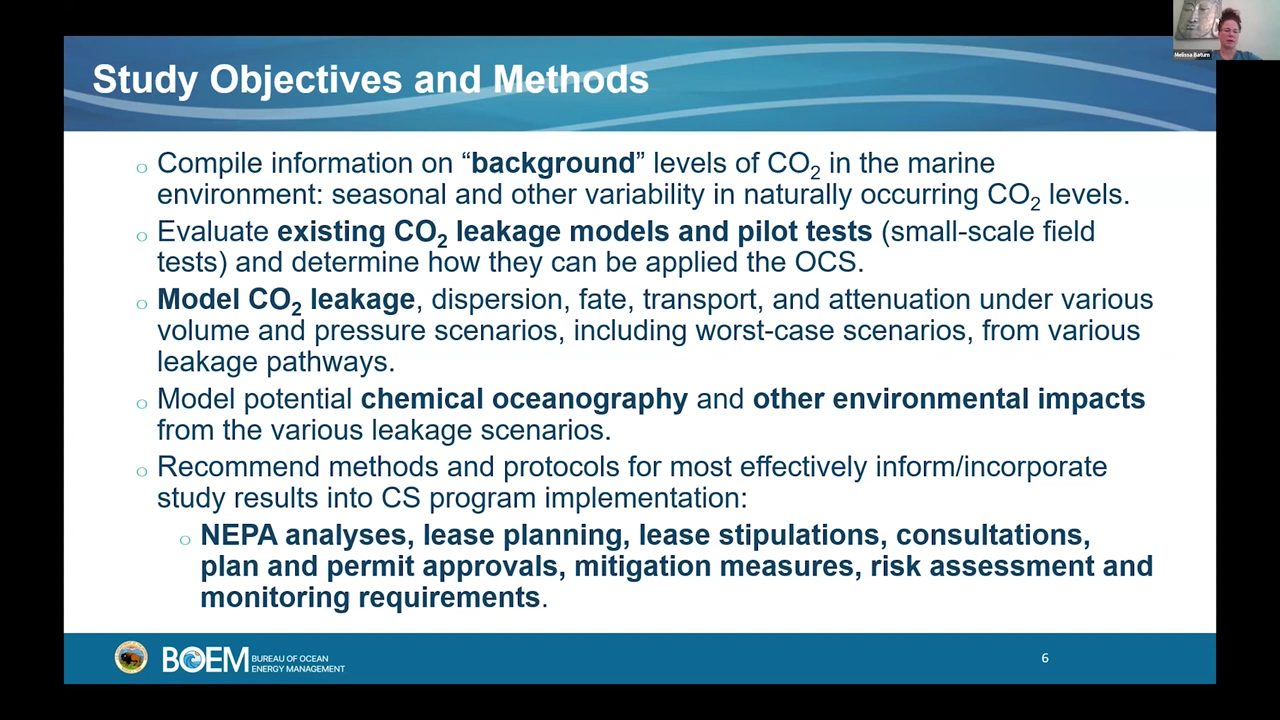 Melissa Batum
Study Objectives and Methods
Compile information on “background” levels of CO2 in the marine
environment: seasonal and other variability in naturally occurring CO2 levels.
Evaluate existing CO2 leakage models and pilot tests (small-scale field
tests) and determine how they can be applied the OCS.
Model CO2 leakage, dispersion, fate, transport, and attenuation under various
volume and pressure scenarios, including worst-case scenarios, from various
leakage pathways.
Model potential chemical oceanography and other environmental impacts
from the various leakage scenarios.
Recommend methods and protocols for most effectively inform/incorporate
study results into CS program implementation:
NEPA analyses, lease planning, lease stipulations, consultations,
plan and permit approvals, mitigation measures, risk assessment and
monitoring requirements.
BOEM
BUREAU OF OCEAN
ENERGY MANAGEMENT
6